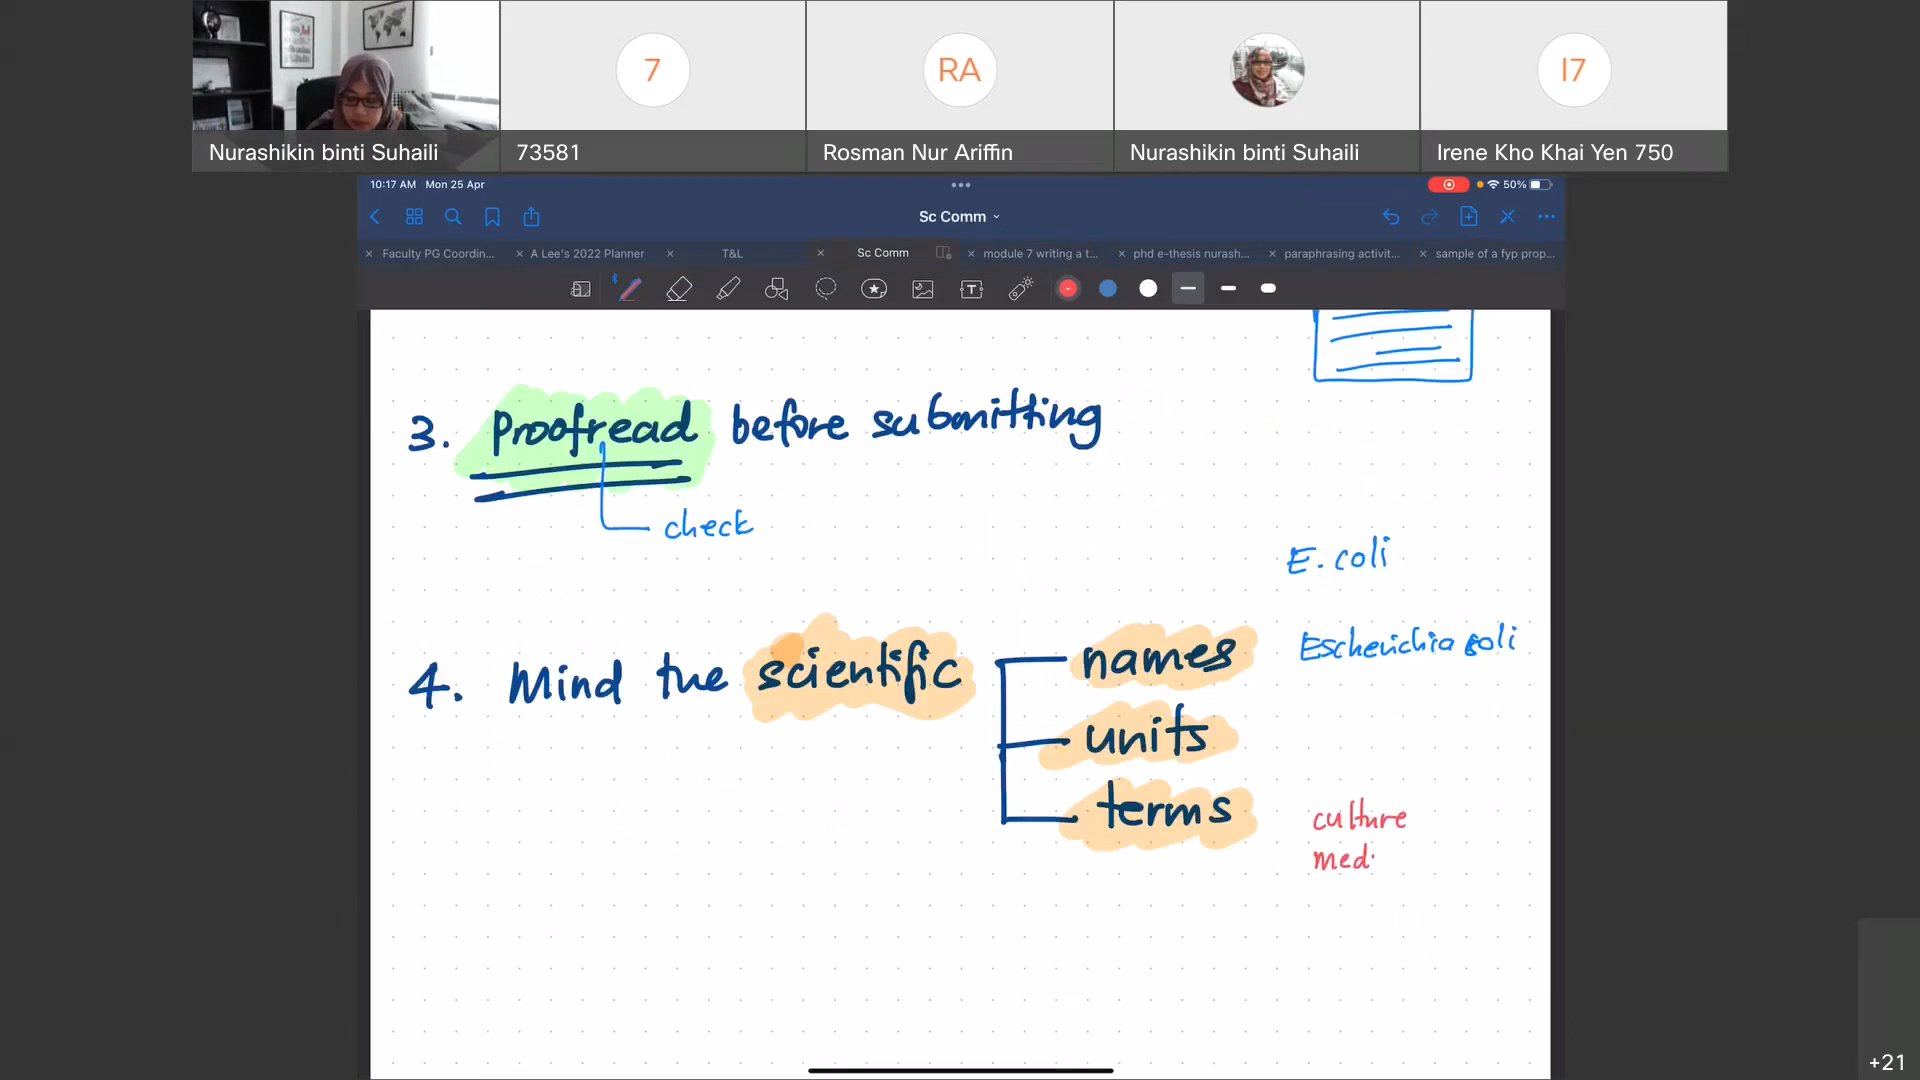 7
RA
I7
Nurashikin binti Suhaili
73581
Rosman Nur Ariffin
Nurashikin binti Suhaili
Irene Kho Khai Yen 750
10:17 AM Mon 25 Apr
50%
Sc Comm
Faculty PG Coordin...
A Lee's 2022 Planner
T&L
Sc Comm
module 7 writing a t...
phd e-thesis nurash...
paraphrasing activit...
sample of a fyp prop...
3. Proofread before submitting
check
E. coli
Escherichia coli
4. Mind the scientific
names
units
terms
culture
med
+21